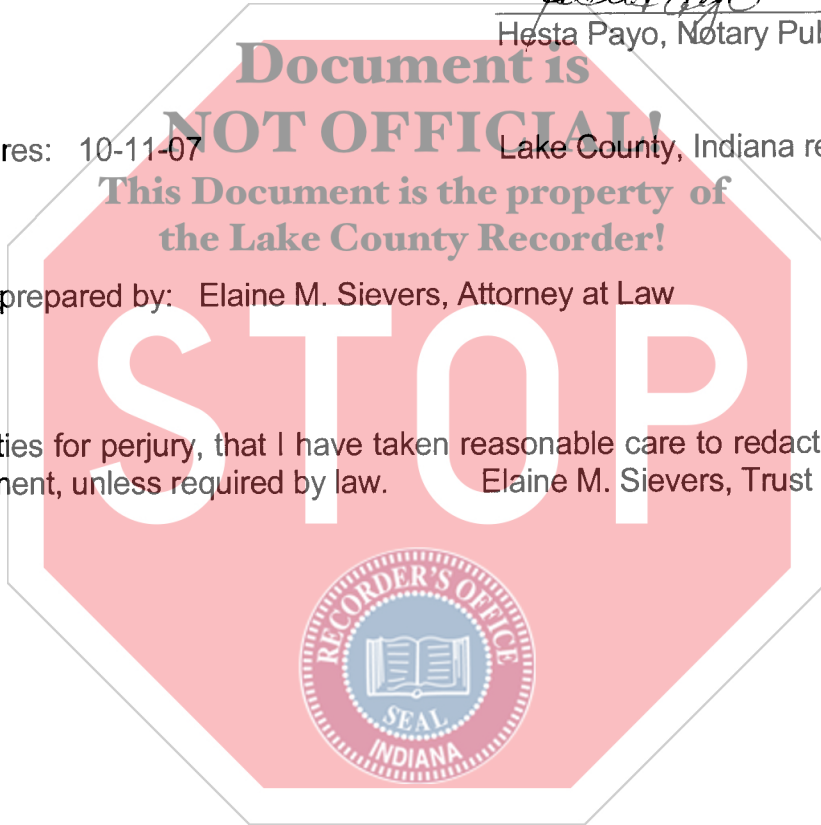 Hesta Payo, Notary Pub
Document is
NOT OFFICIAL!
res: 10-11-07 Lake County, Indiana re
This Document is the property of
the Lake County Recorder!
prepared by: Elaine M. Sievers, Attorney at Law
STOP
ties for perjury, that I have taken reasonable care to redact
ment, unless required by law. Elaine M. Sievers, Trust
RECORDER'S OFFICE
SEAL
INDIANA